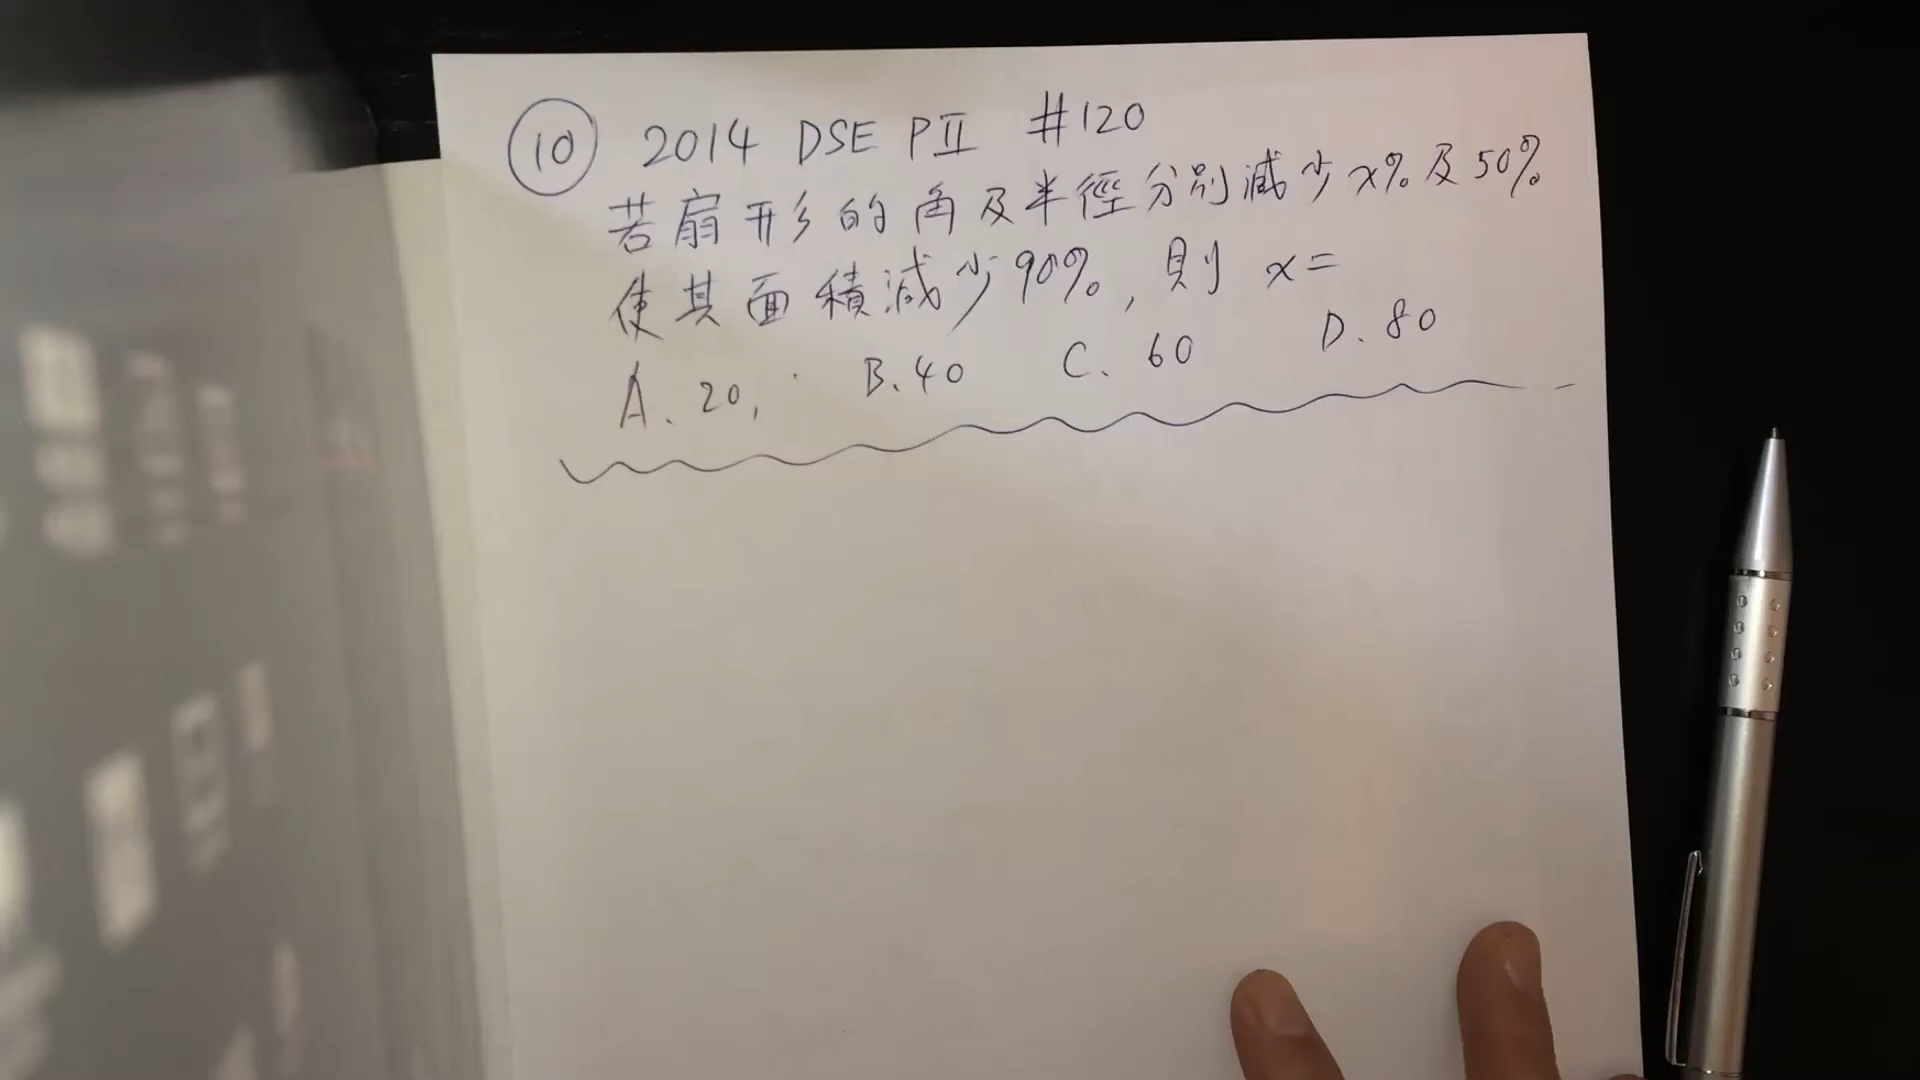 10 2014 DSE PII #120
若扇形的角及半徑分別減少x%及50%
使其面積減少90%, 則 x=
A. 20, B. 40 C. 60 D. 80